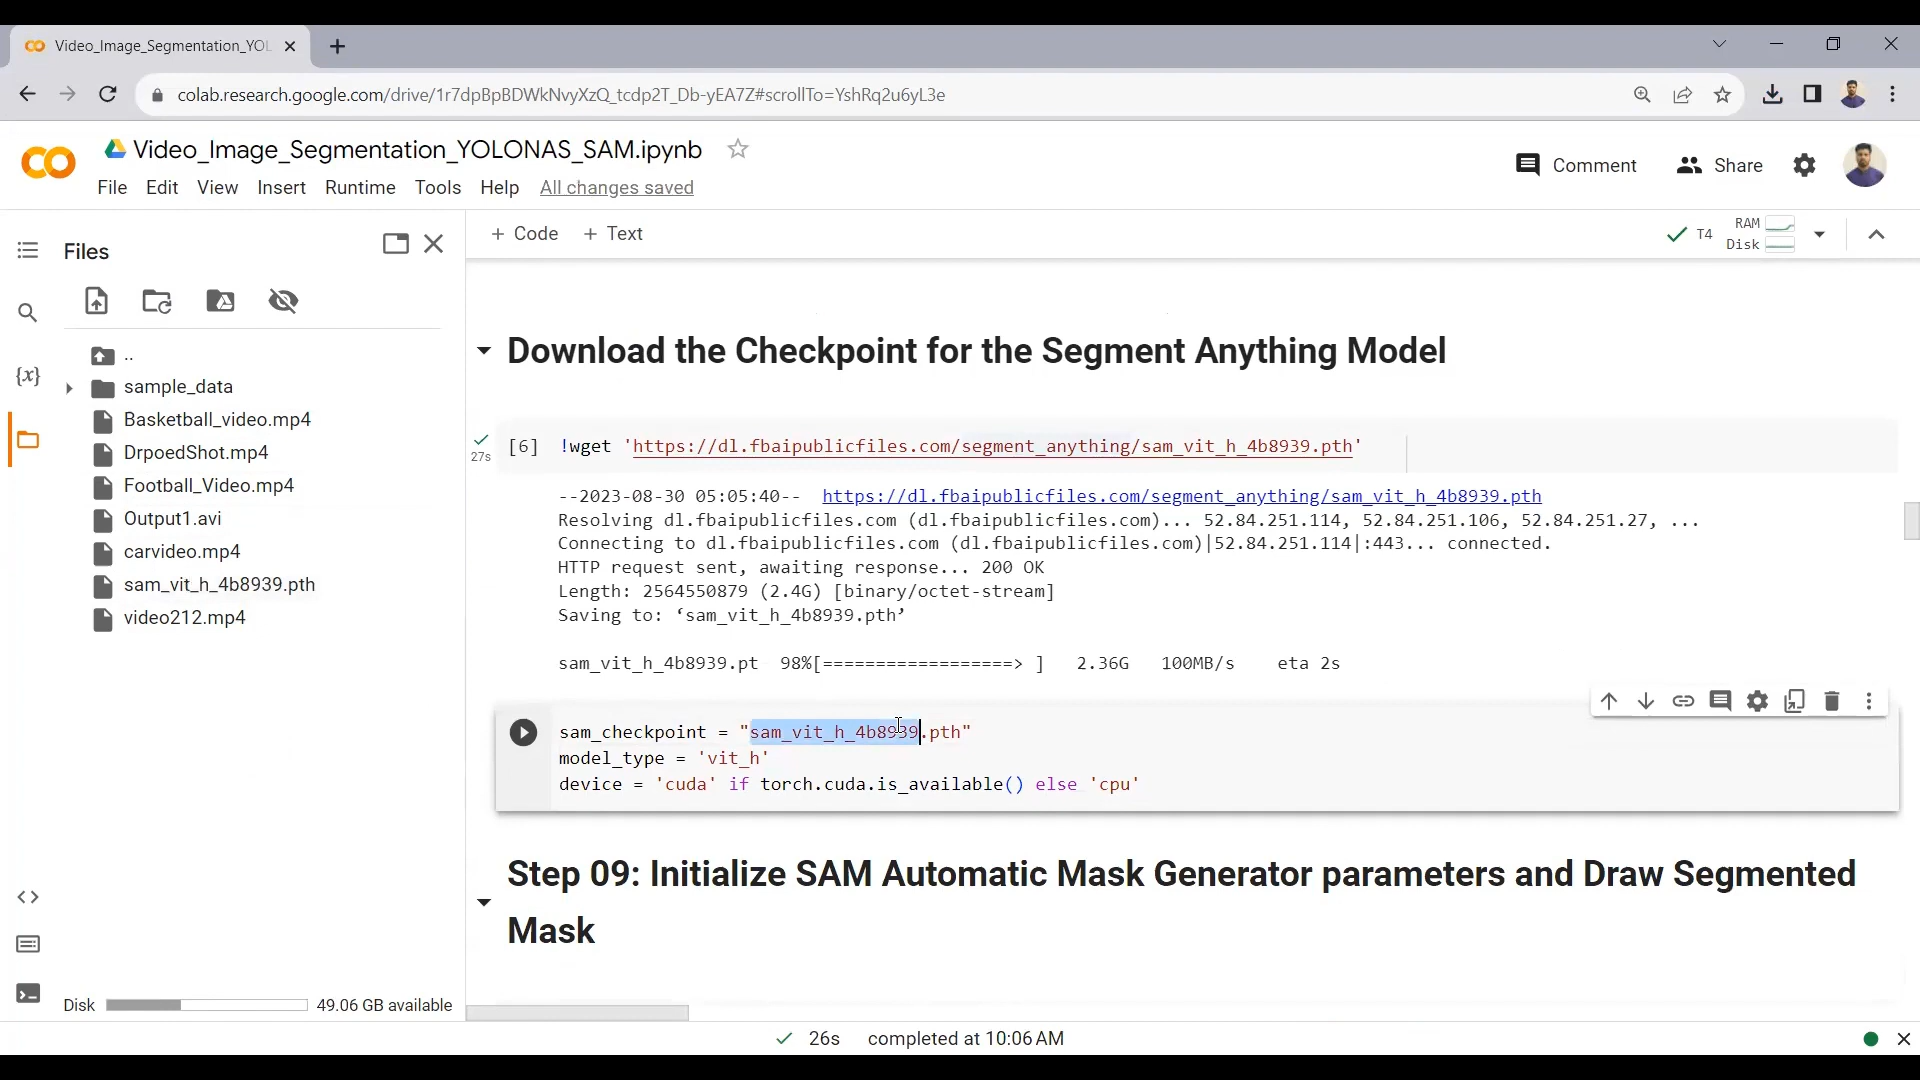 Video_Image_Segmentation_YOL
colab.research.google.com/drive/1r7dpBpBDWkNvyXzQ_tcdp2T_Db-yEA7Z#scrollTo=YshRq2u6yL3e
Video_Image_Segmentation_YOLONAS_SAM.ipynb
File Edit View Insert Runtime Tools Help All changes saved
Comment Share
Files
+ Code + Text
T4 RAM
Disk
..
sample_data
Basketball_video.mp4
DrpoedShot.mp4
Football_Video.mp4
Output1.avi
carvideo.mp4
sam_vit_h_4b8939.pth
video212.mp4
{x}
Disk 49.06 GB available
Download the Checkpoint for the Segment Anything Model
27s
[6] !wget 'https://dl.fbaipublicfiles.com/segment_anything/sam_vit_h_4b8939.pth'
--2023-08-30 05:05:40-- https://dl.fbaipublicfiles.com/segment_anything/sam_vit_h_4b8939.pth
Resolving dl.fbaipublicfiles.com (dl.fbaipublicfiles.com)... 52.84.251.114, 52.84.251.106, 52.84.251.27, ...
Connecting to dl.fbaipublicfiles.com (dl.fbaipublicfiles.com)|52.84.251.114|:443... connected.
HTTP request sent, awaiting response... 200 OK
Length: 2564550879 (2.4G) [binary/octet-stream]
Saving to: ‘sam_vit_h_4b8939.pth’
sam_vit_h_4b8939.pt 98%[==================> ] 2.36G 100MB/s eta 2s
sam_checkpoint = "sam_vit_h_4b8939.pth"
model_type = 'vit_h'
device = 'cuda' if torch.cuda.is_available() else 'cpu'
Step 09: Initialize SAM Automatic Mask Generator parameters and Draw Segmented
Mask
26s completed at 10:06 AM